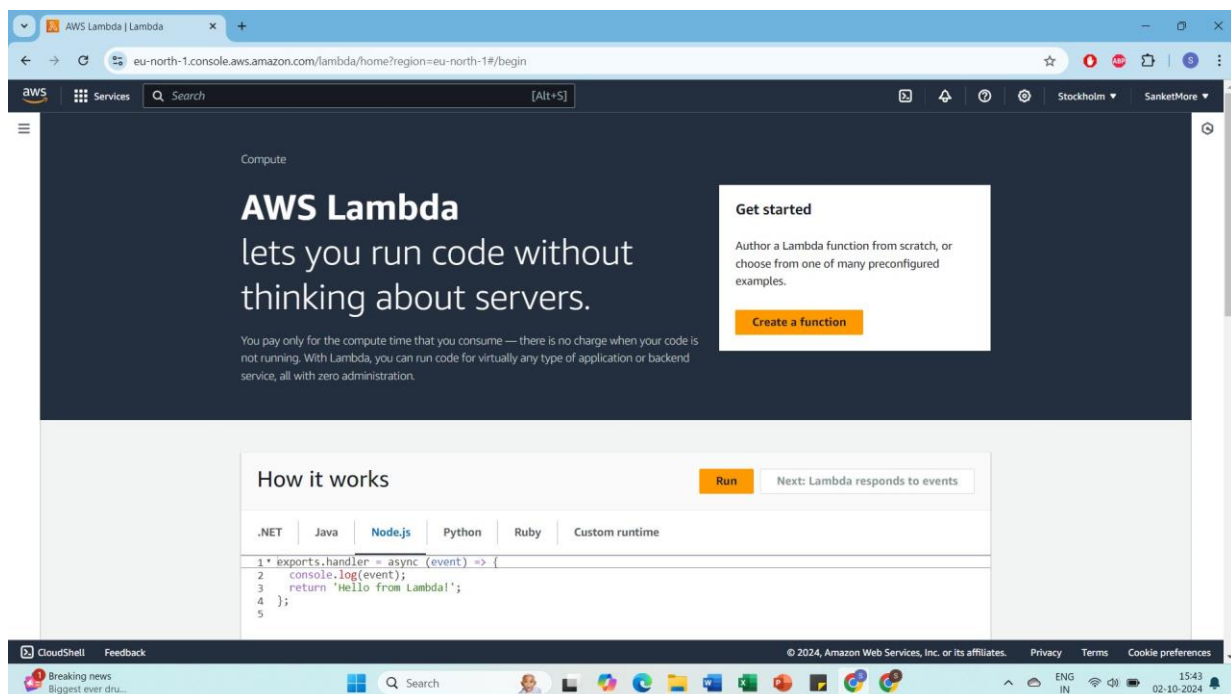 AWS Lambda | Lambda
eu-north-1.console.aws.amazon.com/lambda/home?region=eu-north-1#/begin
ABP
S
aws
Services
Search
[Alt+S]
Stockholm
SanketMore
Compute
AWS Lambda
lets you run code without
thinking about servers.
You pay only for the compute time that you consume — there is no charge when your code is
not running. With Lambda, you can run code for virtually any type of application or backend
service, all with zero administration.
Get started
Author a Lambda function from scratch, or
choose from one of many preconfigured
examples.
Create a function
How it works
Run
Next: Lambda responds to events
.NET Java Node.js Python Ruby Custom runtime
1 exports.handler = async (event) => {
2 console.log(event);
3 return 'Hello from Lambda!';
4 };
5
CloudShell Feedback
© 2024, Amazon Web Services, Inc. or its affiliates. Privacy Terms Cookie preferences
1
Breaking news
Biggest ever dru...
Search
ENG
IN
15:43
02-10-2024